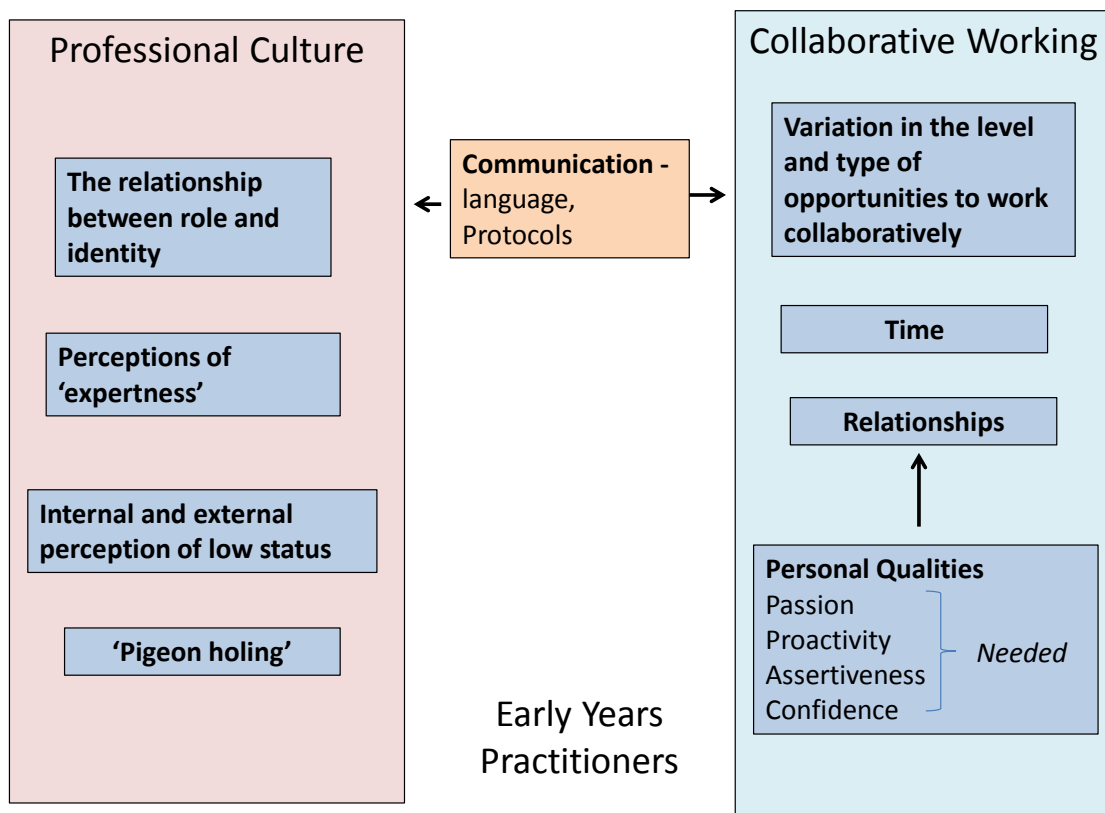 Professional Culture
The relationship
between role and
identity
Perceptions of
‘expertness’
Internal and external
perception of low status
‘Pigeon holing’
Communication -
language,
Protocols
Early Years
Practitioners
Collaborative Working
Variation in the level
and type of
opportunities to work
collaboratively
Time
Relationships
Personal Qualities
Passion
Proactivity
Assertiveness
Confidence
Needed